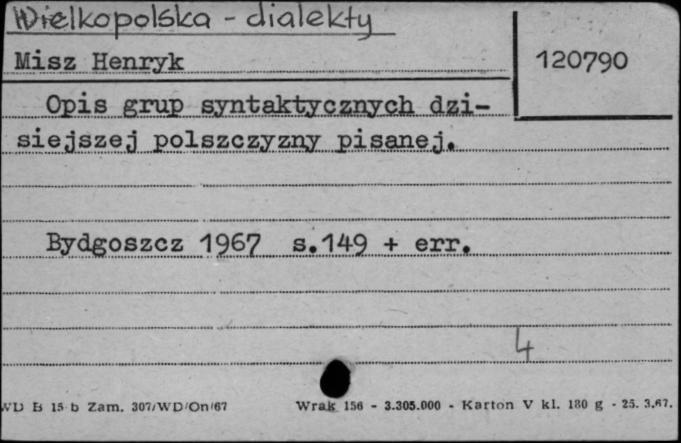 Wielkopolska - dialekty
Misz Henryk
120790
Opis grup syntaktycznych dzi-
siejszej polszczyzny pisanej.
Bydgoszcz 1967 s.149 + err.
4
WD B 15 b Zam. 307/WD/On/67 Wrak 156 - 3.305.000 - Karton V kl. 180 g - 25. 3.67.